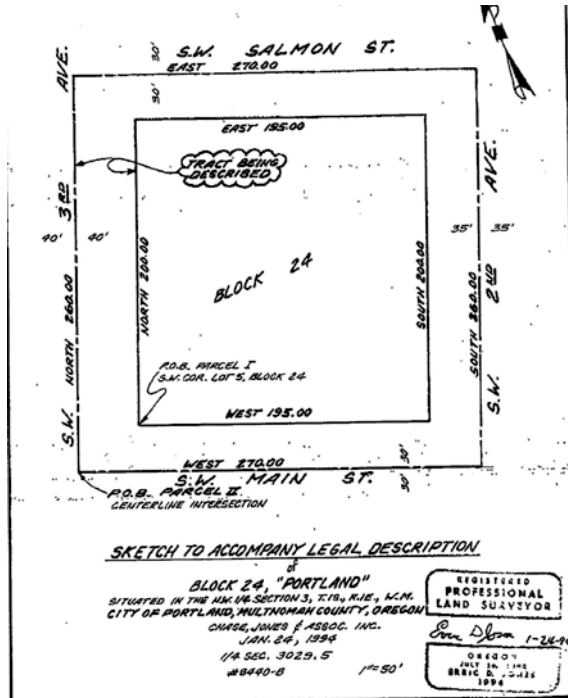 S.W. SALMON ST.
EAST 270.00
30'
30'
AVE.
EAST 195.00
TRACT BEING
DESCRIBED
3RD
AVE.
40' 40'
35' 35'
BLOCK 24
NORTH 200.00
SOUTH 200.00
NORTH 260.00
SOUTH 260.00
2ND
P.O.B. PARCEL I
S.W. COR. LOT 5, BLOCK 24
S.W.
S.W.
WEST 195.00
WEST 270.00
30'
30'
S.W. MAIN ST.
P.O.B. PARCEL II
CENTERLINE INTERSECTION
SKETCH TO ACCOMPANY LEGAL DESCRIPTION
of
BLOCK 24, "PORTLAND"
SITUATED IN THE N.W. 1/4 SECTION 3, T.1S., R.1E., W.M.
CITY OF PORTLAND, MULTNOMAH COUNTY, OREGON
CHASE, JONES & ASSOC. INC.
JAN. 24, 1994
1/4 SEC. 3029.5
#8440-B 1"=50'
REGISTERED
PROFESSIONAL
LAND SURVEYOR
OREGON